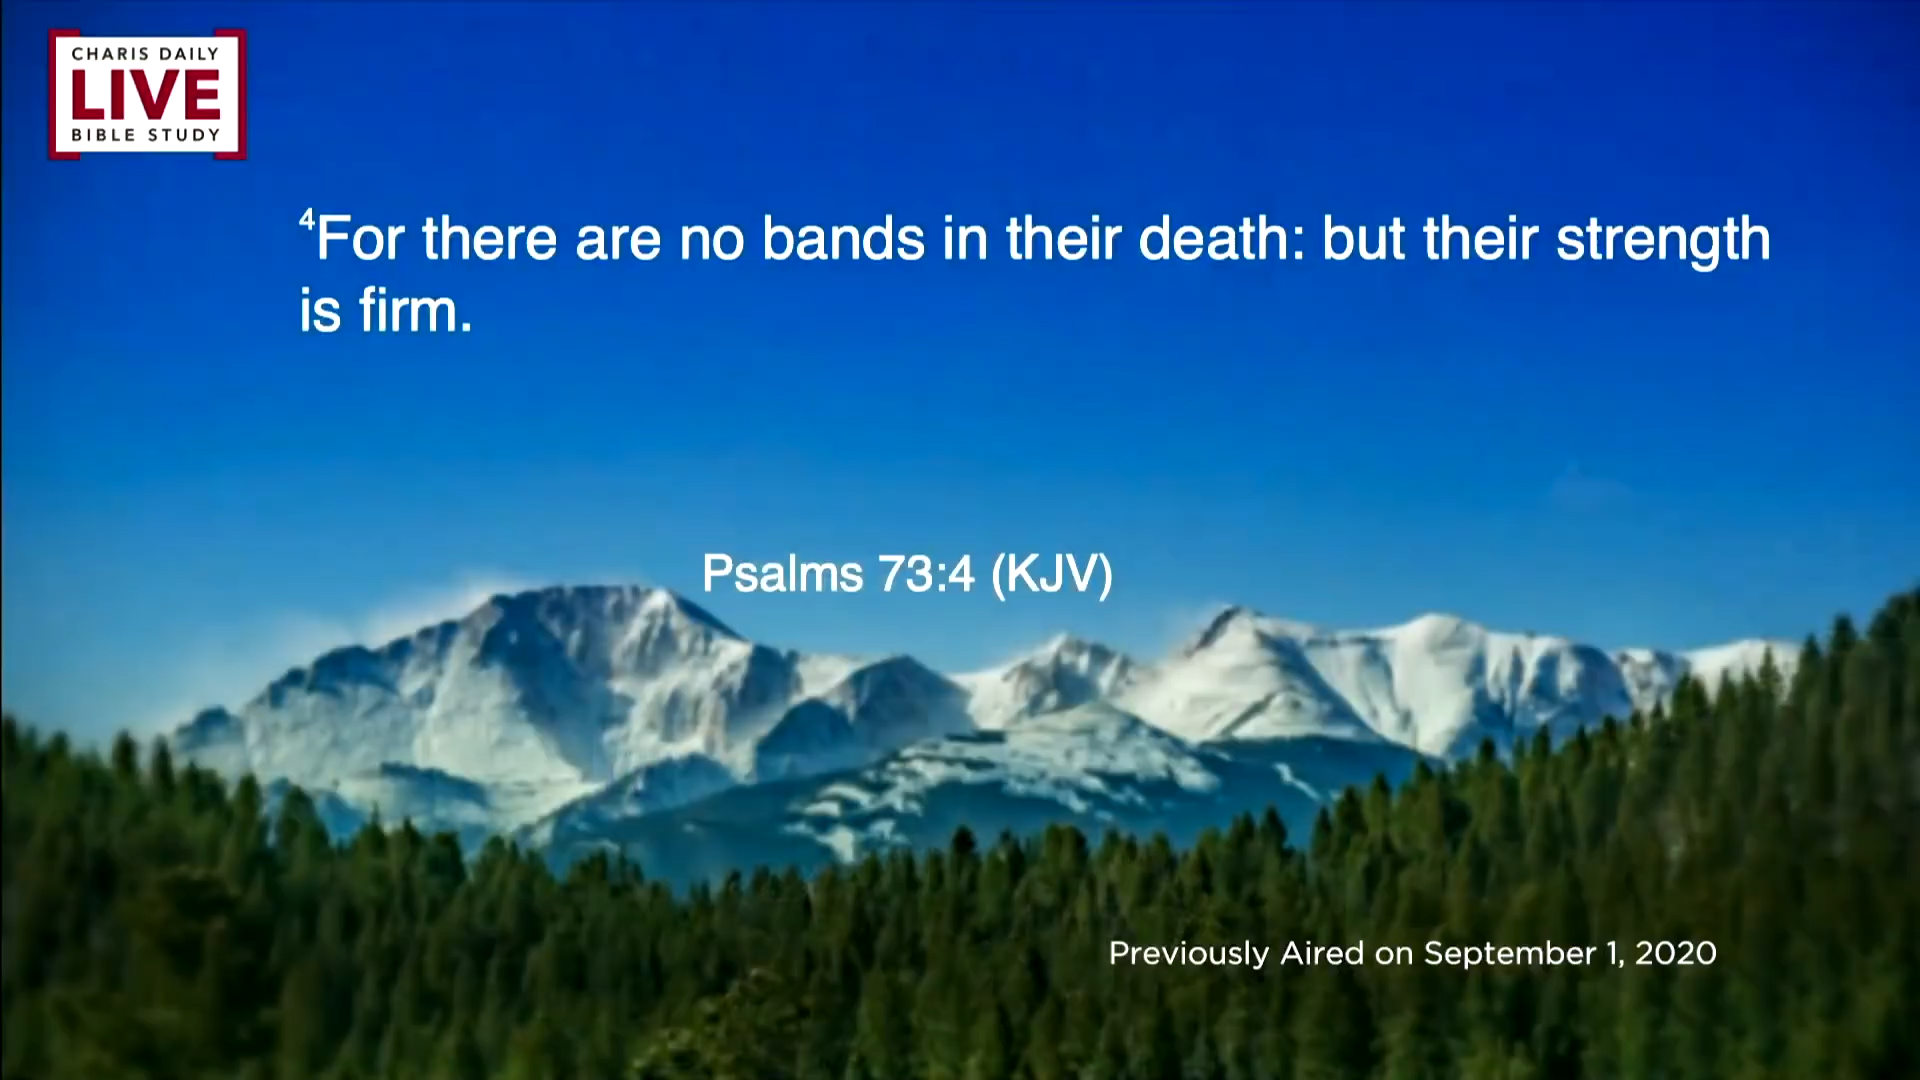 CHARIS DAILY
LIVE
BIBLE STUDY
⁴For there are no bands in their death: but their strength
is firm.
Psalms 73:4 (KJV)
Previously Aired on September 1, 2020